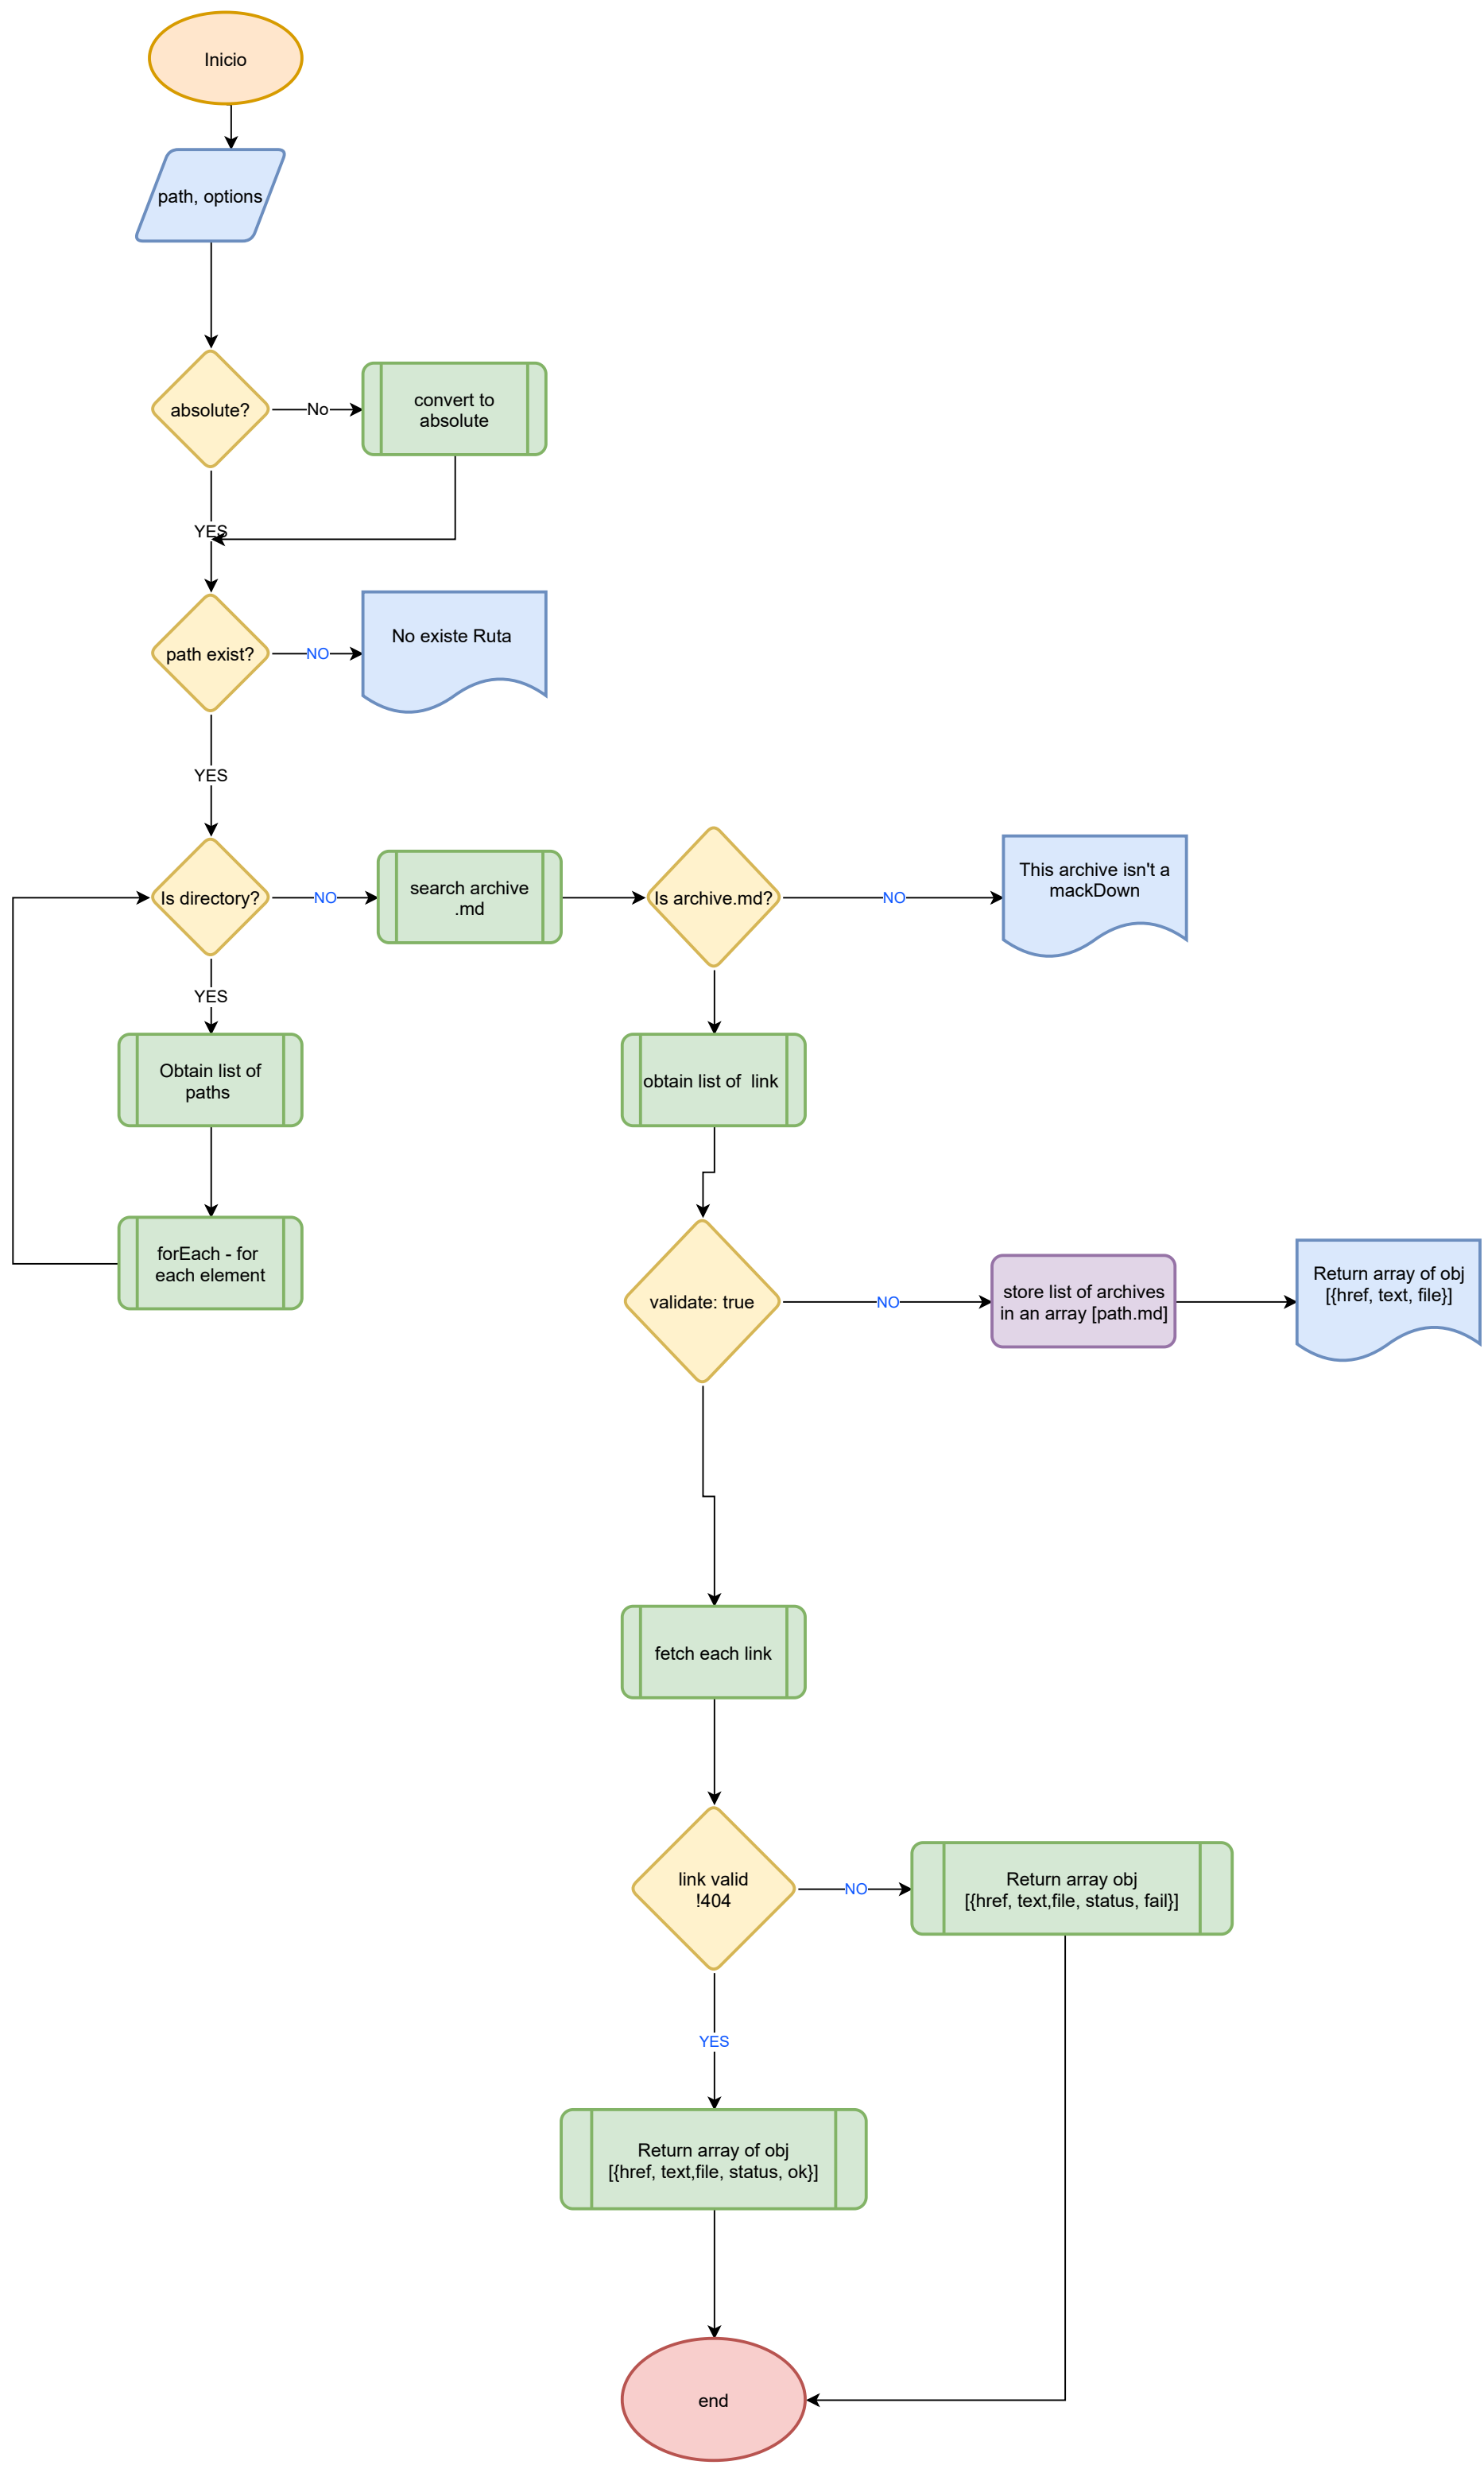 Inicio
path, options
absolute?
No
convert to
absolute
YES
path exist?
NO
No existe Ruta
YES
Is directory?
NO
search archive
.md
Is archive.md?
NO
This archive isn't a
mackDown
YES
Obtain list of
paths
obtain list of  link
forEach - for
each element
validate: true
NO
store list of archives
in an array [path.md]
Return array of obj
[{href, text, file}]
fetch each link
link valid
!404
NO
Return array obj
[{href, text,file, status, fail}]
YES
Return array of obj
[{href, text,file, status, ok}]
end